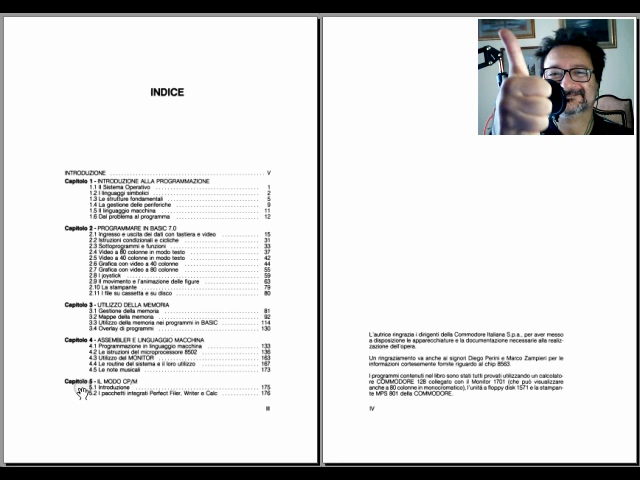 INDICE
INTRODUZIONE V
Capitolo 1 - INTRODUZIONE ALLA PROGRAMMAZIONE
1.1 Il Sistema Operativo 1
1.2 I linguaggi simbolici 2
1.3 Le strutture fondamentali 5
1.4 La gestione delle periferiche 9
1.5 Il linguaggio macchina 11
1.6 Dal problema al programma 12
Capitolo 2 - PROGRAMMARE IN BASIC 7.0
2.1 Ingresso e uscita dei dati con tastiera e video 15
2.2 Istruzioni condizionali e cicliche 31
2.3 Sottoprogrammi e funzioni 33
2.4 Video a 80 colonne in modo testo 37
2.5 Video a 40 colonne in modo testo 42
2.6 Grafica con video a 40 colonne 44
2.7 Grafica con video a 80 colonne 55
2.8 I joystick 59
2.9 Il movimento e l'animazione delle figure 63
2.10 La stampante 79
2.11 I file su cassetta e su disco 80
Capitolo 3 - UTILIZZO DELLA MEMORIA
3.1 Gestione della memoria 81
3.2 Mappe della memoria 92
3.3 Utilizzo della memoria nei programmi in BASIC 114
3.4 Overlay di programmi 130
Capitolo 4 - ASSEMBLER E LINGUAGGIO MACCHINA
4.1 Programmazione in linguaggio macchina 133
4.2 Le istruzioni del microprocessore 8502 136
4.3 Utilizzo del MONITOR 163
4.4 Le routine del sistema e il loro utilizzo 167
4.5 Le note musicali 173
Capitolo 5 - IL MODO CP/M
5.1 Introduzione 175
5.2 I pacchetti integrati Perfect Filer, Writer e Calc 176
III
L'autrice ringrazia i dirigenti della Commodore Italiana S.p.a., per aver messo
a disposizione le apparecchiature e la documentazione necessarie alla realiz-
zazione dell'opera.
Un ringraziamento va anche ai signori Diego Perini e Marco Zampieri per le
informazioni cortesemente fornite riguardo al chip 8563.
I programmi contenuti nel libro sono stati tutti provati utilizzando un calcolato-
re COMMODORE 128 collegato con il Monitor 1701 (che può visualizzare
anche a 80 colonne in monocromatico), l'unità a floppy disk 1571 e la stampan-
te MPS 801 della COMMODORE.
IV